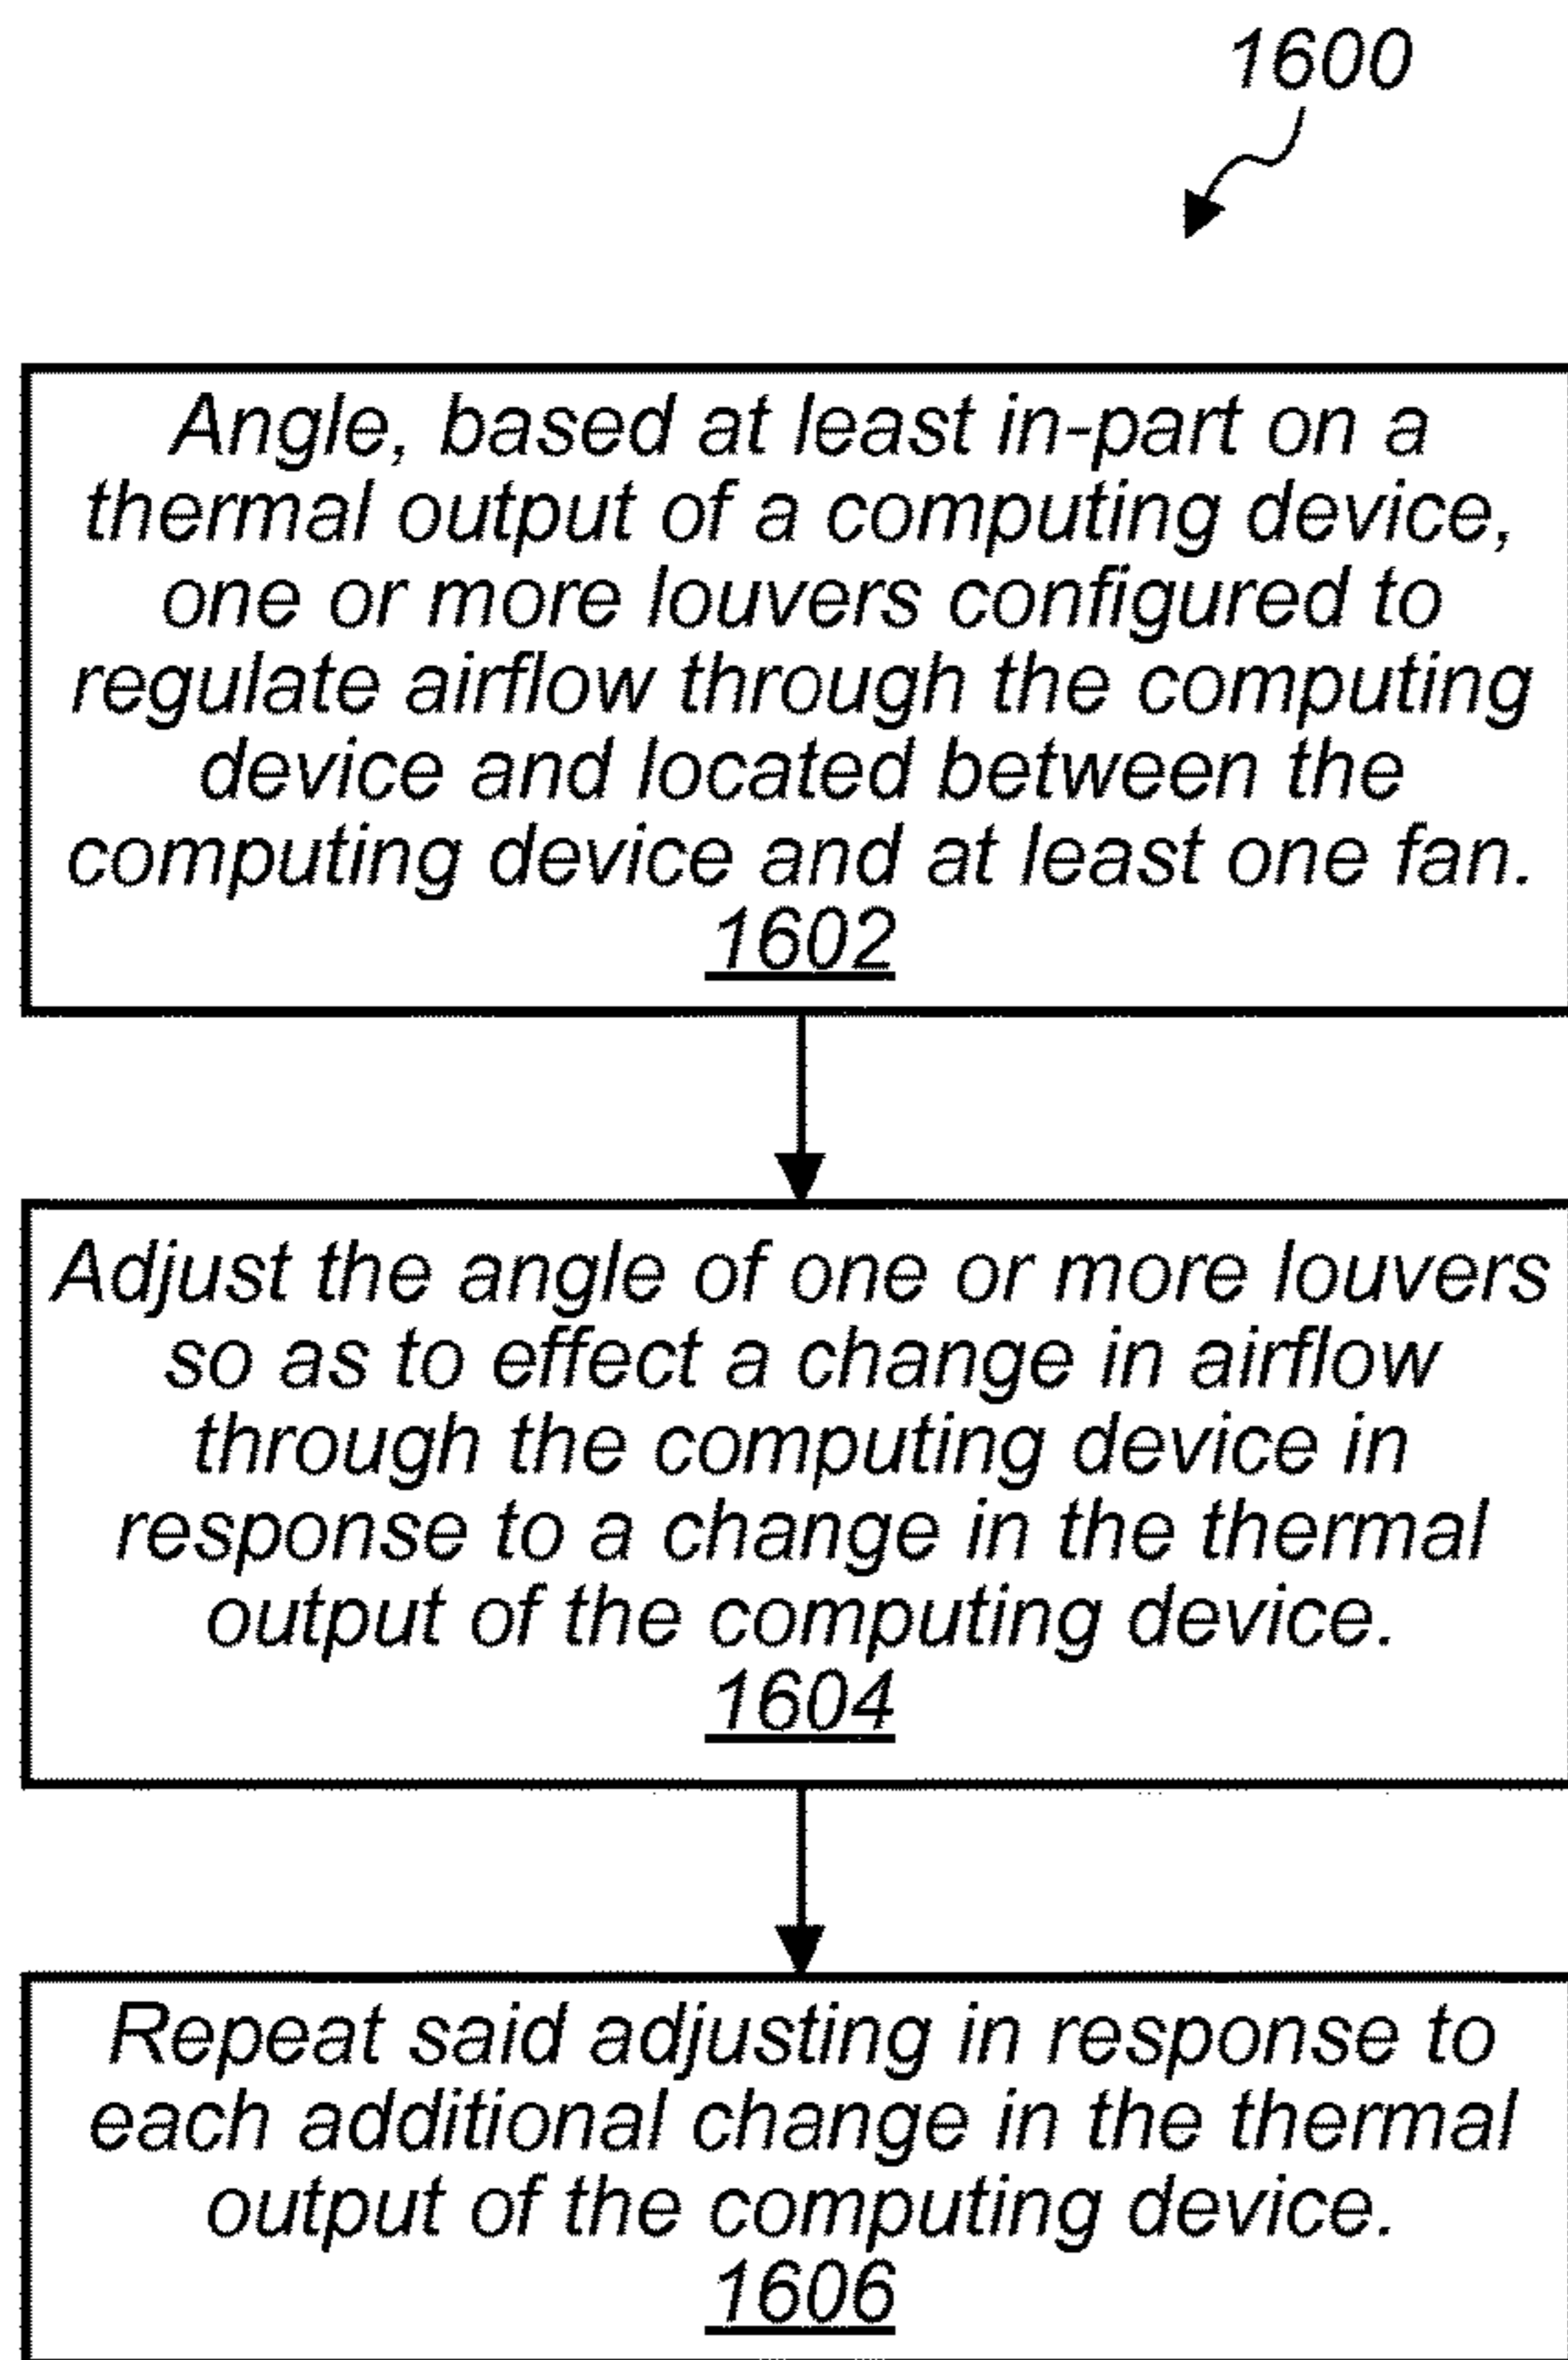 1600
Angle, based at least in-part on a
thermal output of a computing device,
one or more louvers configured to
regulate airflow through the computing
device and located between the
computing device and at least one fan.
1602
Adjust the angle of one or more louvers
so as to effect a change in airflow
through the computing device in
response to a change in the thermal
output of the computing device.
1604
Repeat said adjusting in response to
each additional change in the thermal
output of the computing device.
1606